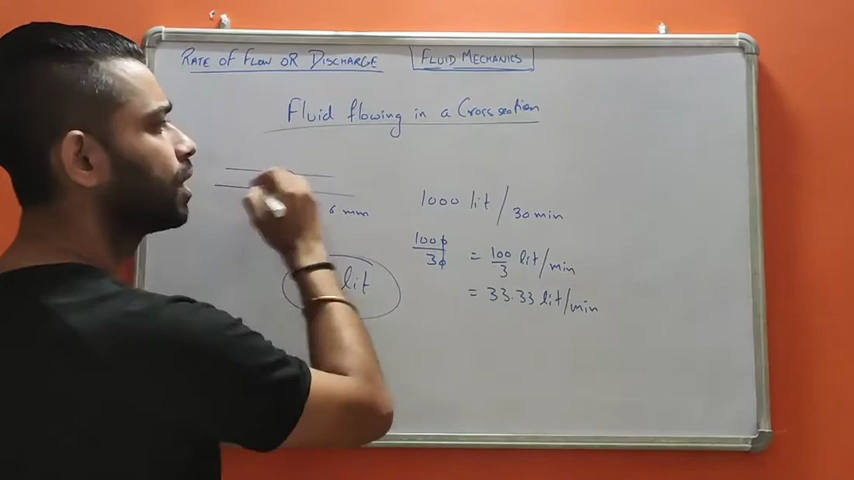 RATE OF FLOW OR DISCHARGE
FLUID MECHANICS
Fluid flowing in a Cross section
6 mm
1000 lit/30 min
1000/30 = 100/3 lit/min
= 33.33 lit/min
lit